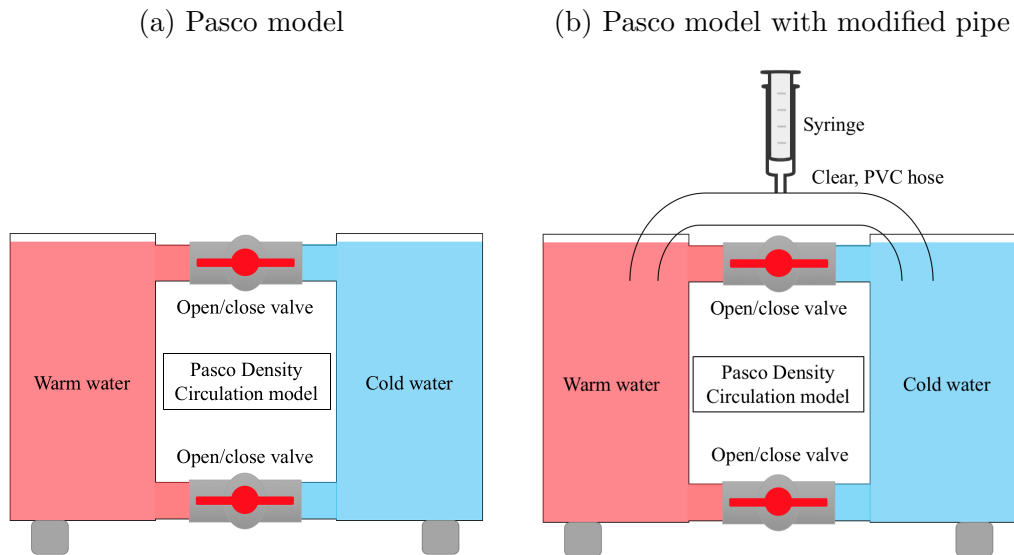 (a) Pasco model
Open/close valve
Warm water
Pasco Density
Circulation model
Cold water
Open/close valve
(b) Pasco model with modified pipe
Syringe
Clear, PVC hose
Open/close valve
Warm water
Pasco Density
Circulation model
Cold water
Open/close valve